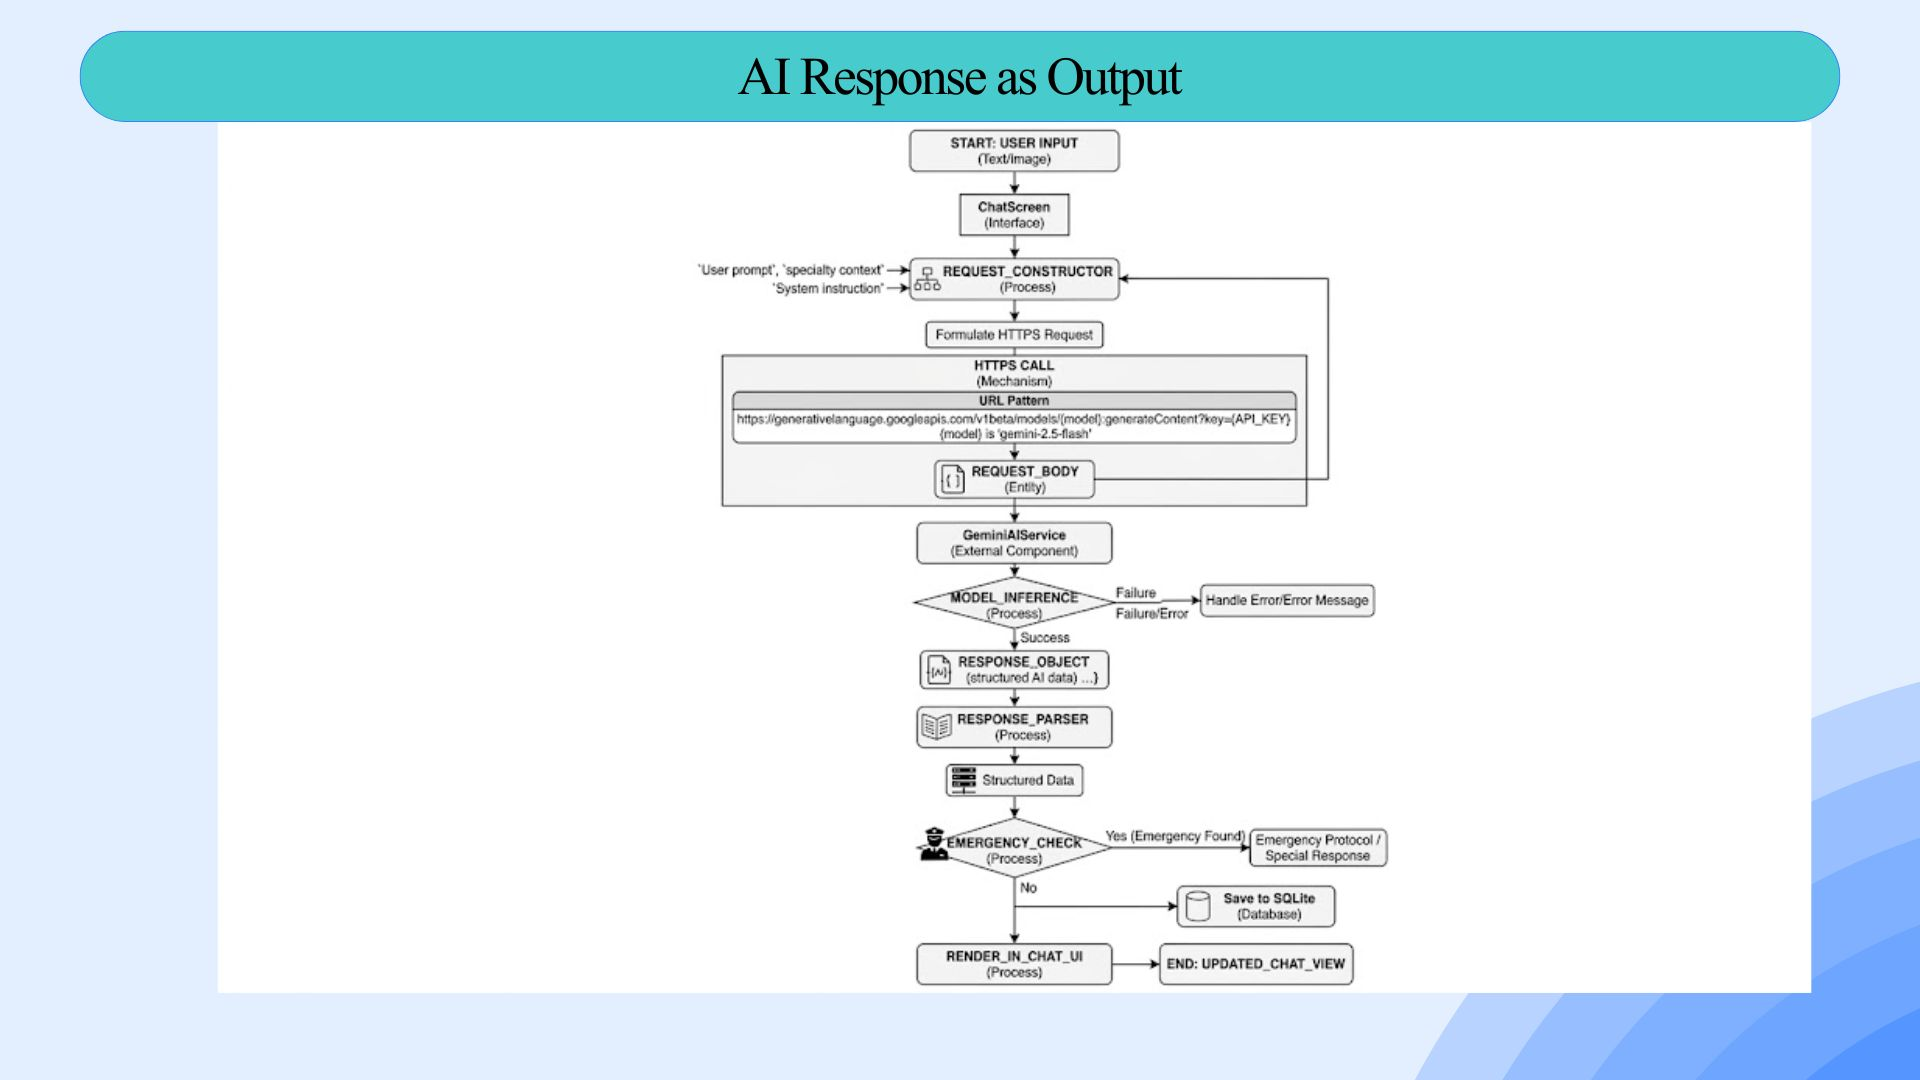 AI Response as Output
START: USER INPUT
(Text/Image)
ChatScreen
(Interface)
`User prompt`, `specialty context`
`System instruction`
REQUEST_CONSTRUCTOR
(Process)
Formulate HTTPS Request
HTTPS CALL
(Mechanism)
URL Pattern
https://generativelanguage.googleapis.com/v1beta/models/{model}:generateContent?key={API_KEY}
{model} is 'gemini-2.5-flash'
{ }
REQUEST_BODY
(Entity)
GeminiAIService
(External Component)
MODEL_INFERENCE
(Process)
Failure
Failure/Error
Handle Error/Error Message
Success
RESPONSE_OBJECT
(structured AI data) ...}
RESPONSE_PARSER
(Process)
Structured Data
EMERGENCY_CHECK
(Process)
Yes (Emergency Found)
Emergency Protocol /
Special Response
No
Save to SQLite
(Database)
RENDER_IN_CHAT_UI
(Process)
END: UPDATED_CHAT_VIEW